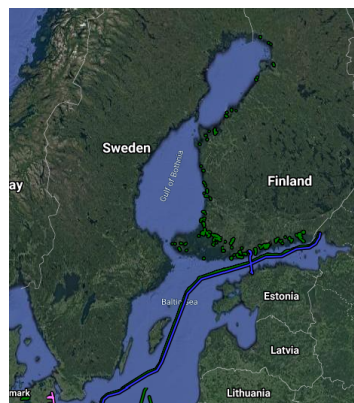 Sweden
Gulf of Bothnia
ay
Finland
Baltic Sea
Estonia
Latvia
mark
Lithuania